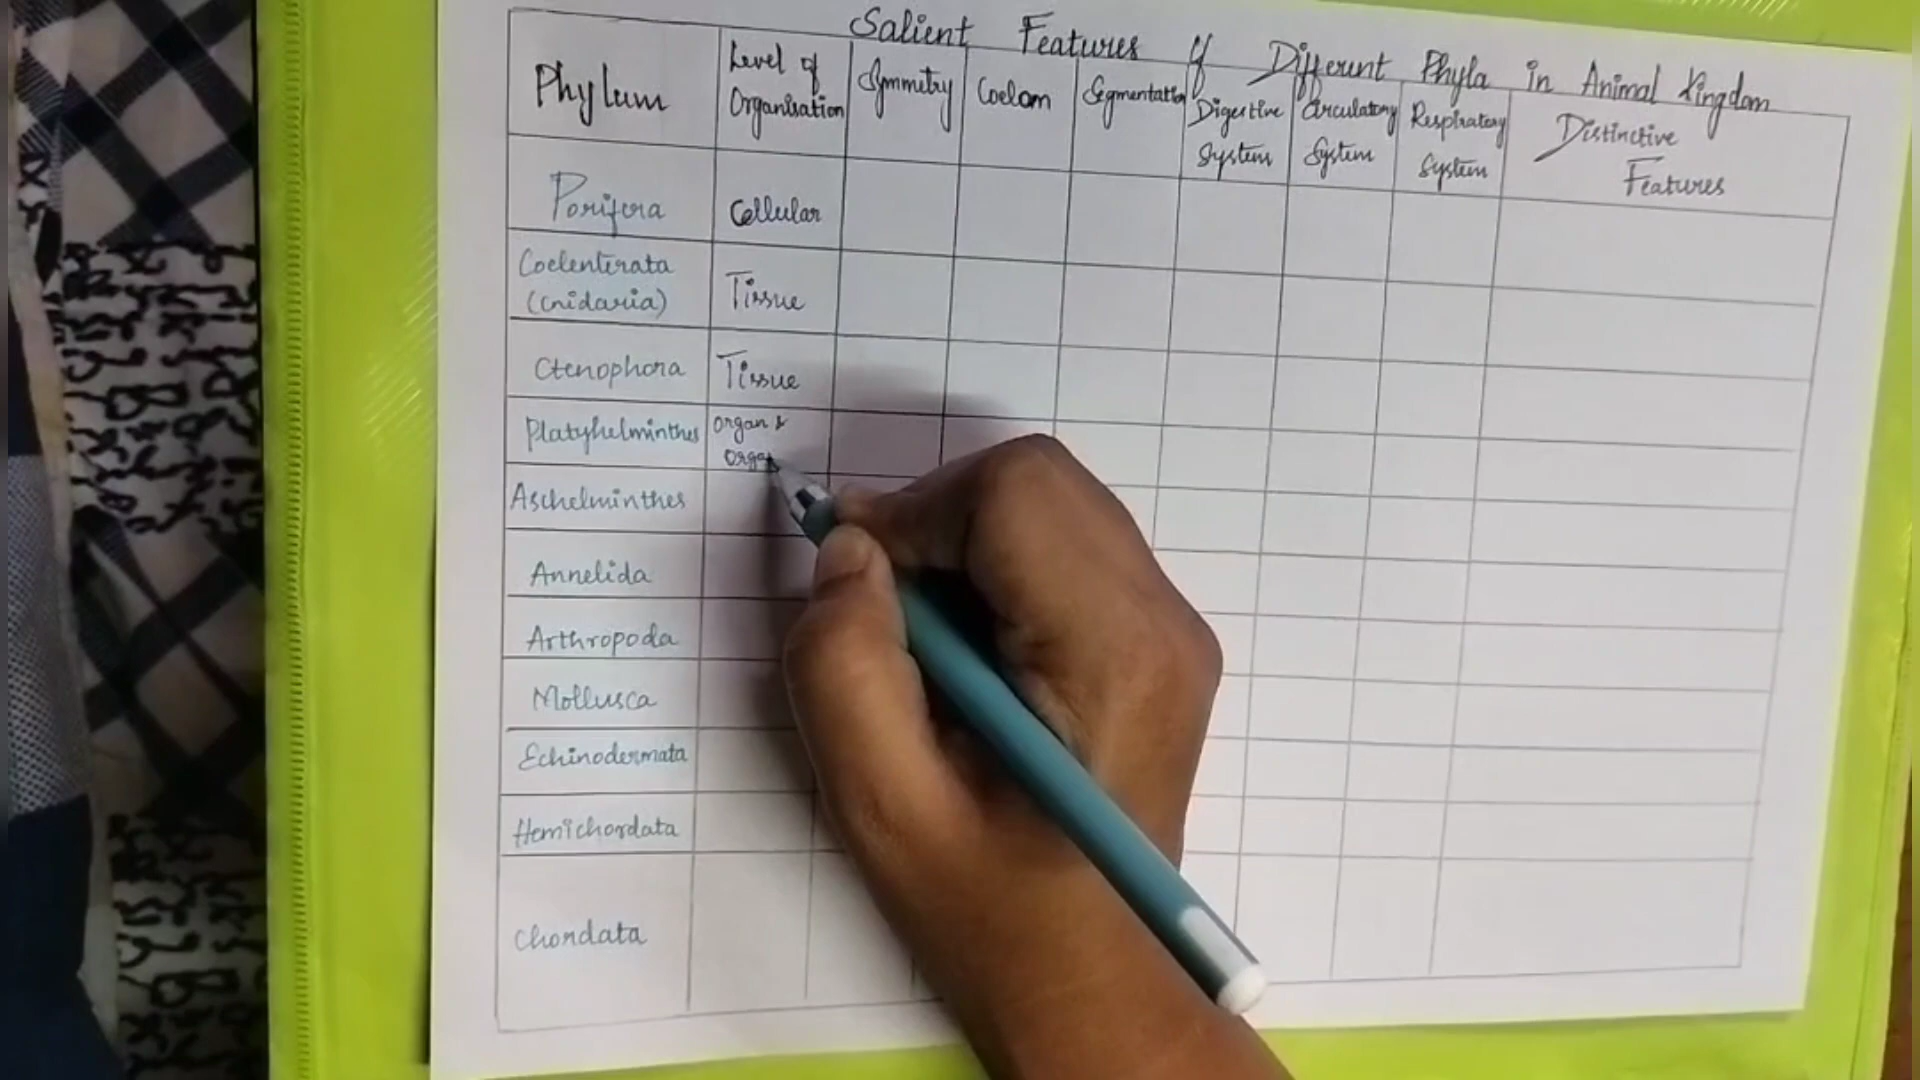 Salient Features of Different Phyla in Animal Kingdom
Phylum
Level of
Organisation
Symmetry
Coelom
Segmentation
Digestive
System
Circulatory
System
Respiratory
System
Distinctive
Features
Porifera
Cellular
Coelenterata
(Cnidaria)
Tissue
Ctenophora
Tissue
Platyhelminthes
Organ &
Orga
Aschelminthes
Annelida
Arthropoda
Mollusca
Echinodermata
Hemichordata
Chordata